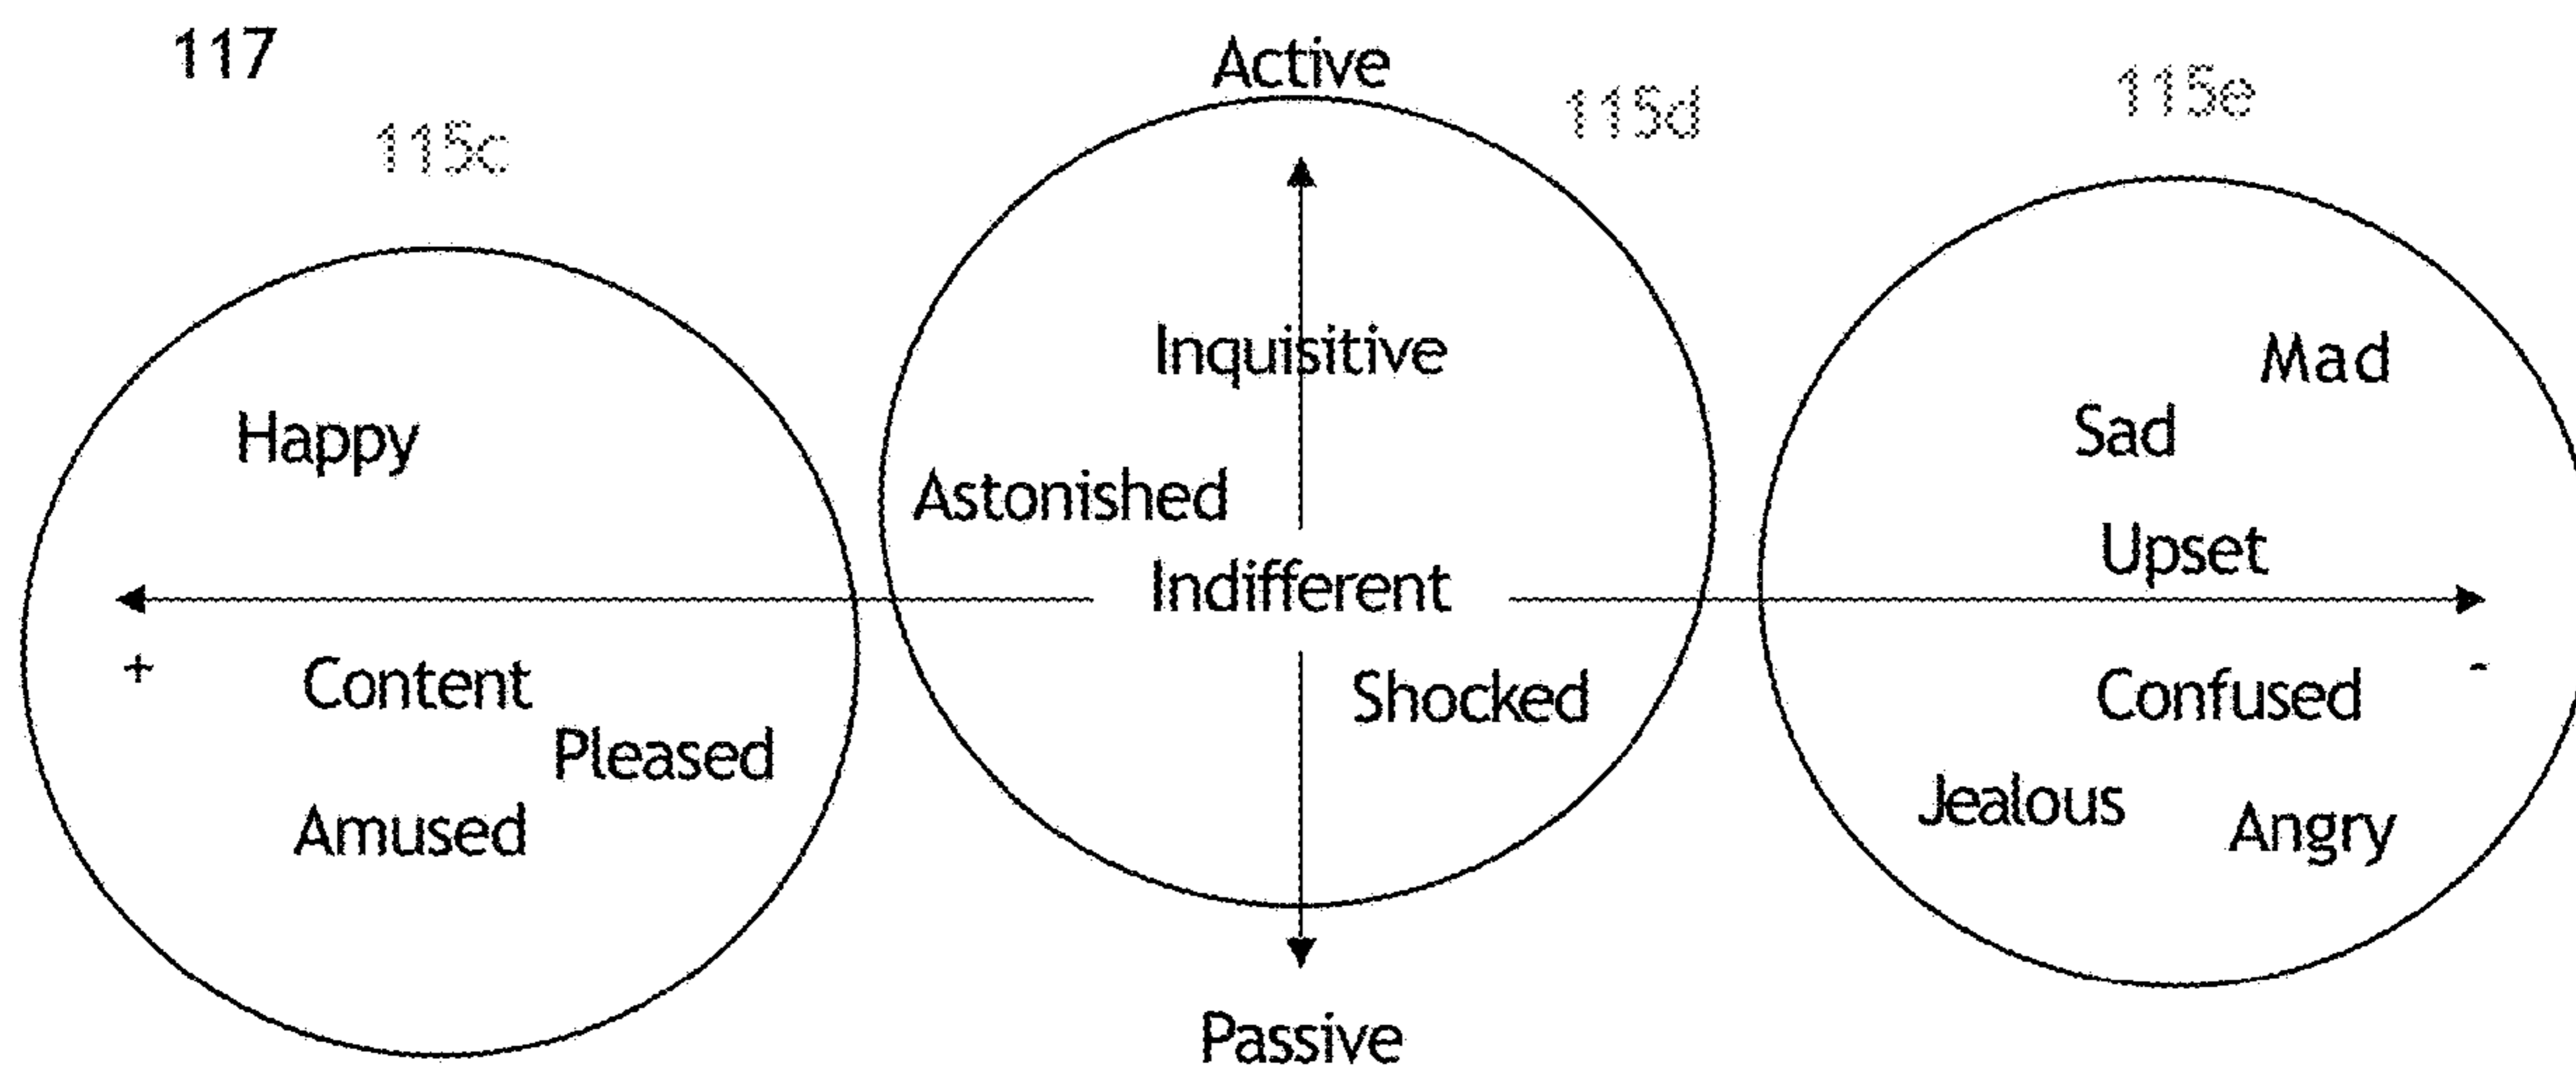 117
Active
115c
115d
115e
Happy
Inquisitive
Mad
Astonished
Sad
Indifferent
Upset
+
-
Content
Shocked
Confused
Pleased
Jealous
Amused
Angry
Passive